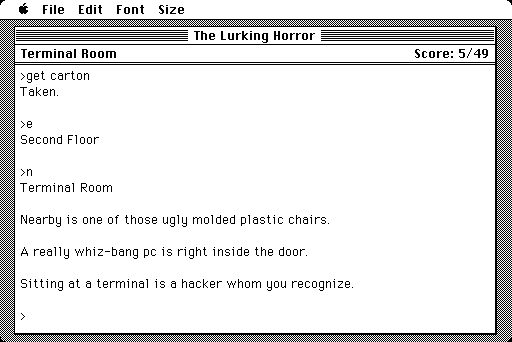 File Edit Font Size
The Lurking Horror
Terminal Room Score: 5/49
>get carton
Taken.
>e
Second Floor
>n
Terminal Room
Nearby is one of those ugly molded plastic chairs.
A really whiz-bang pc is right inside the door.
Sitting at a terminal is a hacker whom you recognize.
>